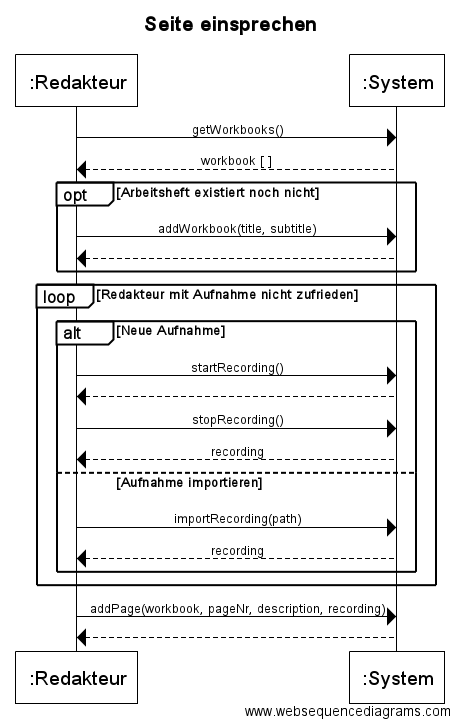 Seite einsprechen
:Redakteur
:System
getWorkbooks()
workbook [ ]
opt
[Arbeitsheft existiert noch nicht]
addWorkbook(title, subtitle)
loop
[Redakteur mit Aufnahme nicht zufrieden]
alt
[Neue Aufnahme]
startRecording()
stopRecording()
recording
[Aufnahme importieren]
importRecording(path)
recording
addPage(workbook, pageNr, description, recording)
:Redakteur
:System
www.websequencediagrams.com